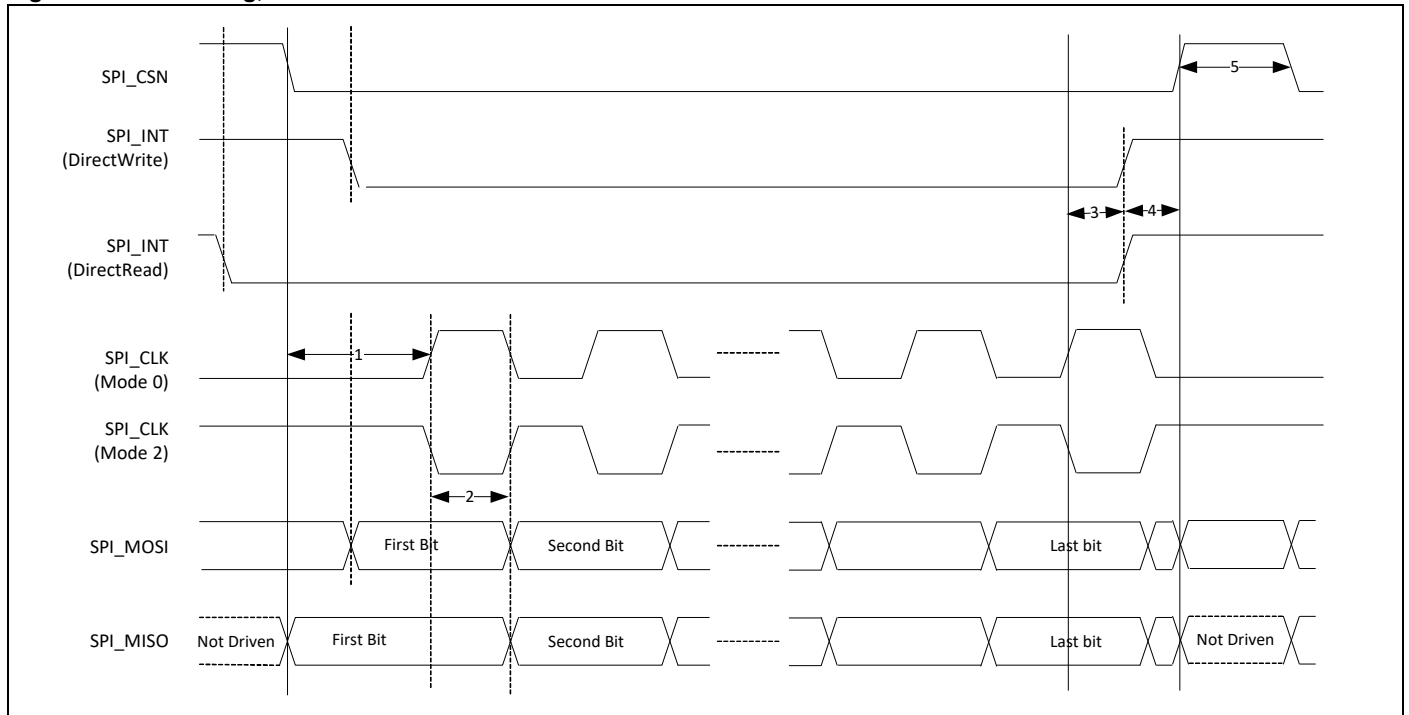 SPI_CSN
5
SPI_INT
(DirectWrite)
3
4
SPI_INT
(DirectRead)
SPI_CLK
(Mode 0)
1
SPI_CLK
(Mode 2)
2
SPI_MOSI
First Bit
Second Bit
Last bit
SPI_MISO
Not Driven
First Bit
Second Bit
Last bit
Not Driven